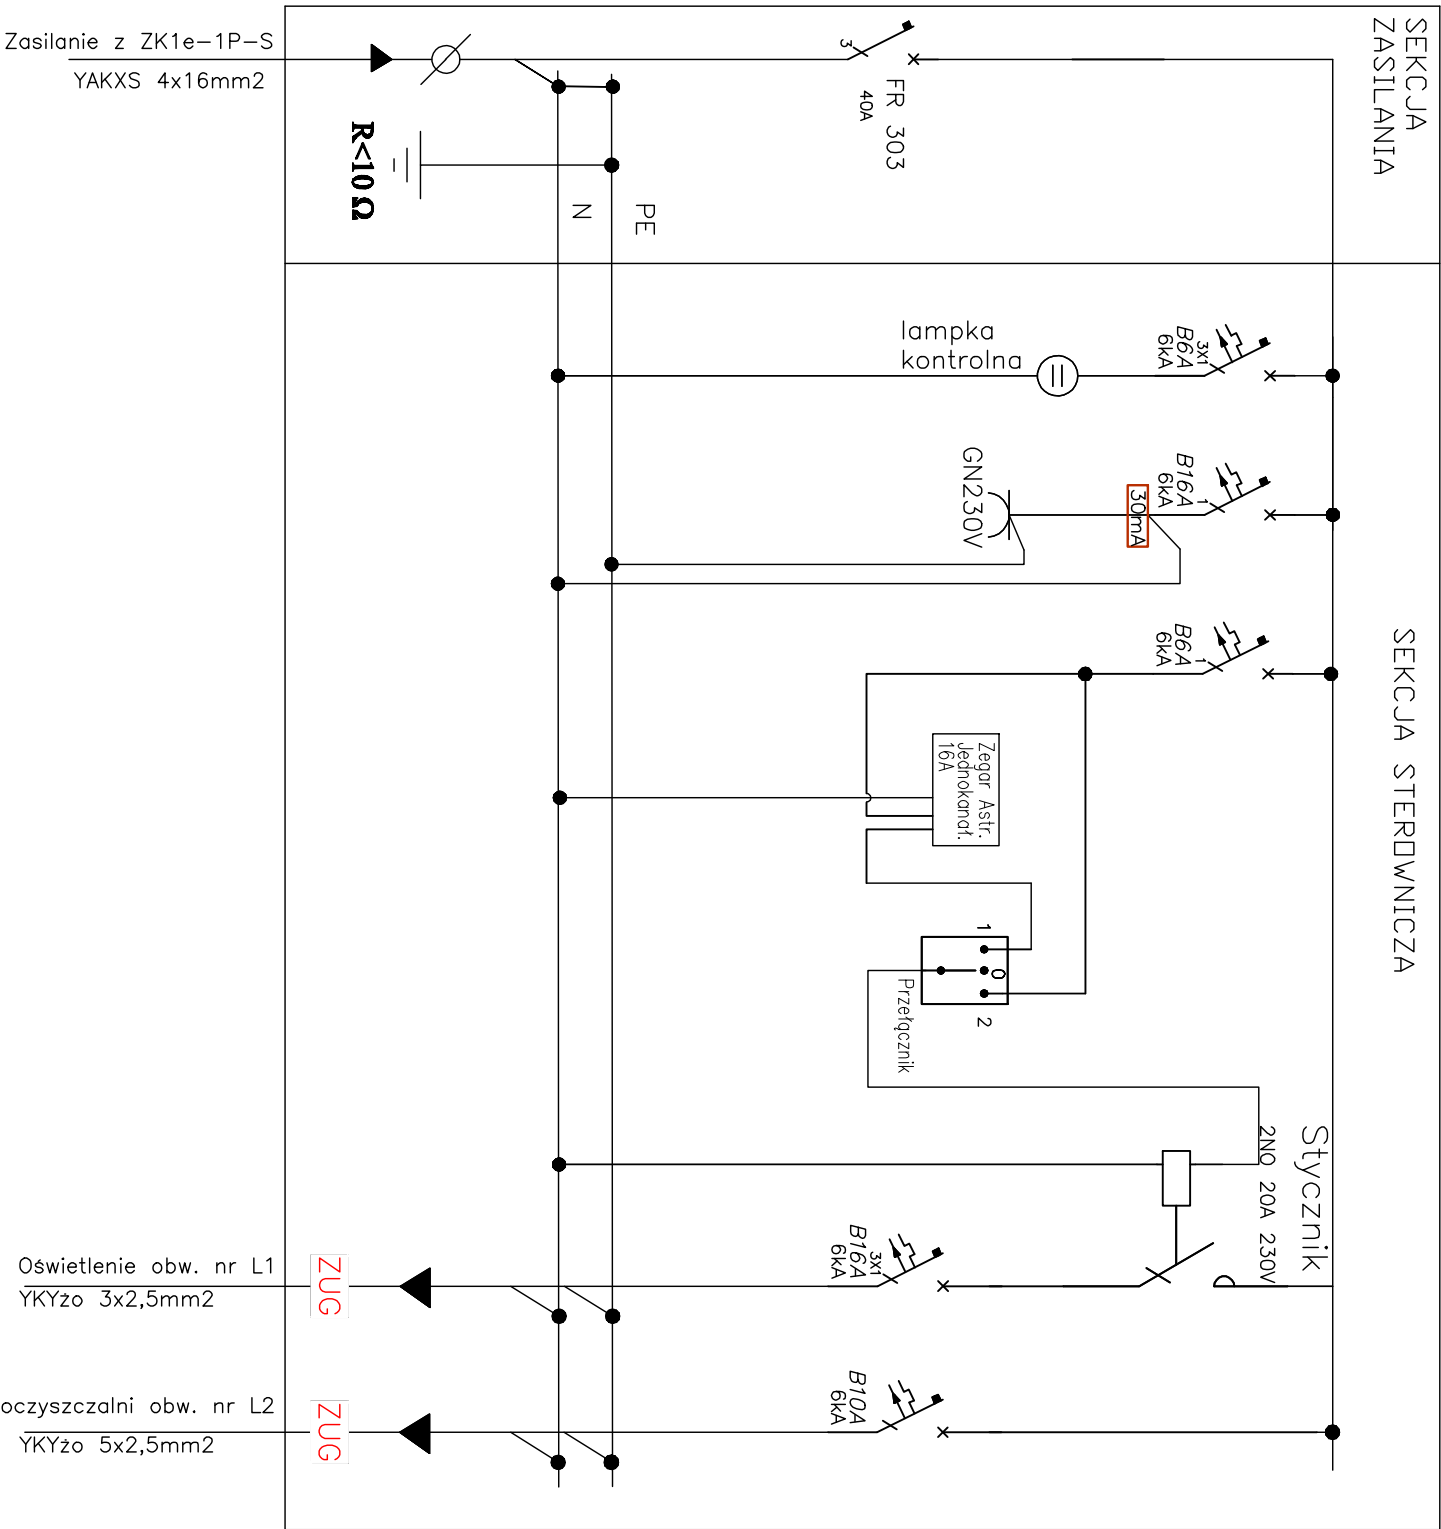 Zasilanie z ZK1e-1P-S
YAKXS 4x16mm2
R<10 Ω
N
PE
3
FR 303
40A
SEKCJA
ZASILANIA
lampka
kontrolna
3X1
B6A
6kA
GN230V
30mA
1
B16A
6kA
1
B6A
6kA
SEKCJA STEROWNICZA
Zegar Astr.
Jednokanał.
16A
1
0
2
Przełącznik
Stycznik
2NO 20A 230V
3X1
B16A
6kA
Oświetlenie obw. nr L1
YKYżo 3x2,5mm2
ZUG
B10A
6kA
oczyszczalni obw. nr L2
YKYżo 5x2,5mm2
ZUG